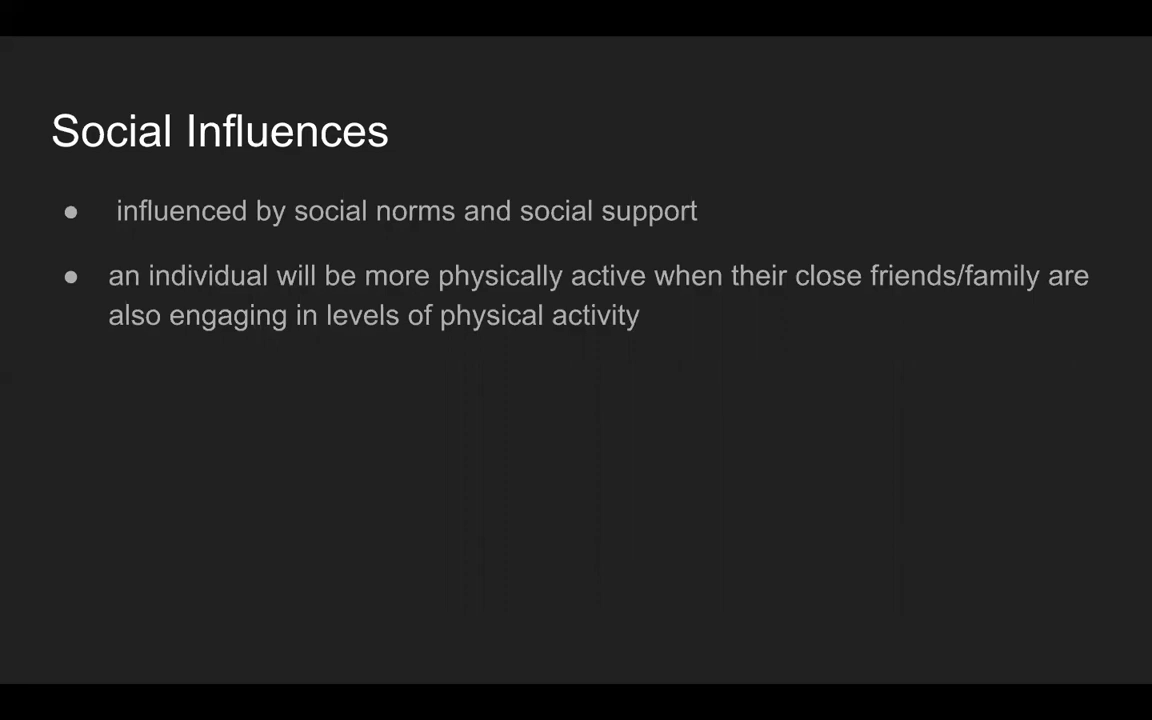 Social Influences
● influenced by social norms and social support
● an individual will be more physically active when their close friends/family are
also engaging in levels of physical activity